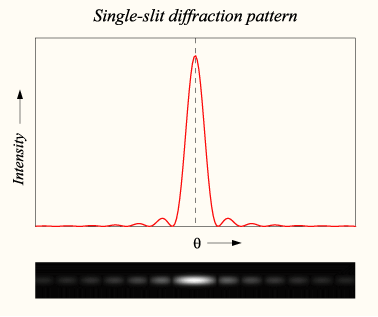 Single-slit diffraction pattern
Intensity
θ